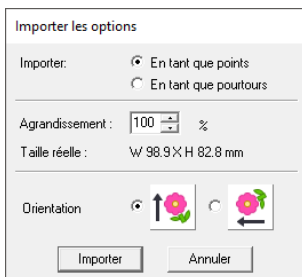 Importer les options
Importer: En tant que points
En tant que pourtours
Agrandissement : 100 %
Taille réelle : W 98.9 X H 82.8 mm
Orientation
Importer Annuler